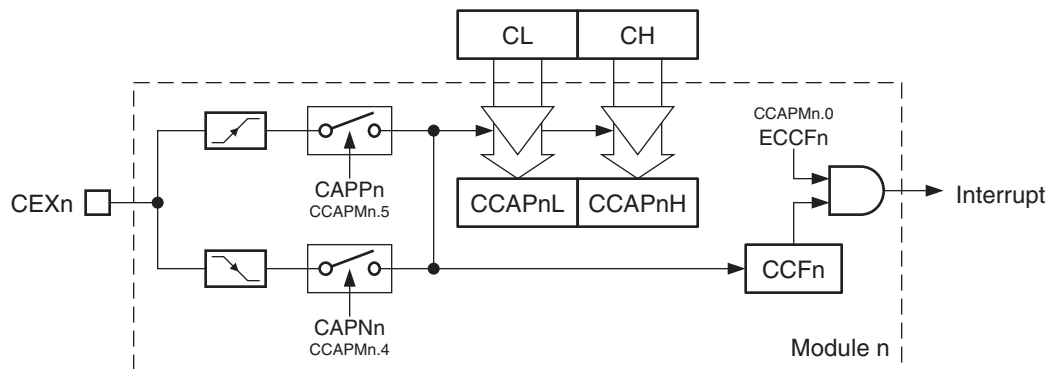 CL CH
CCAPMn.0
ECCFn
CAPPn
CCAPMn.5
CEXn
CCAPnL CCAPnH
Interrupt
CCFn
CAPNn
CCAPMn.4
Module n